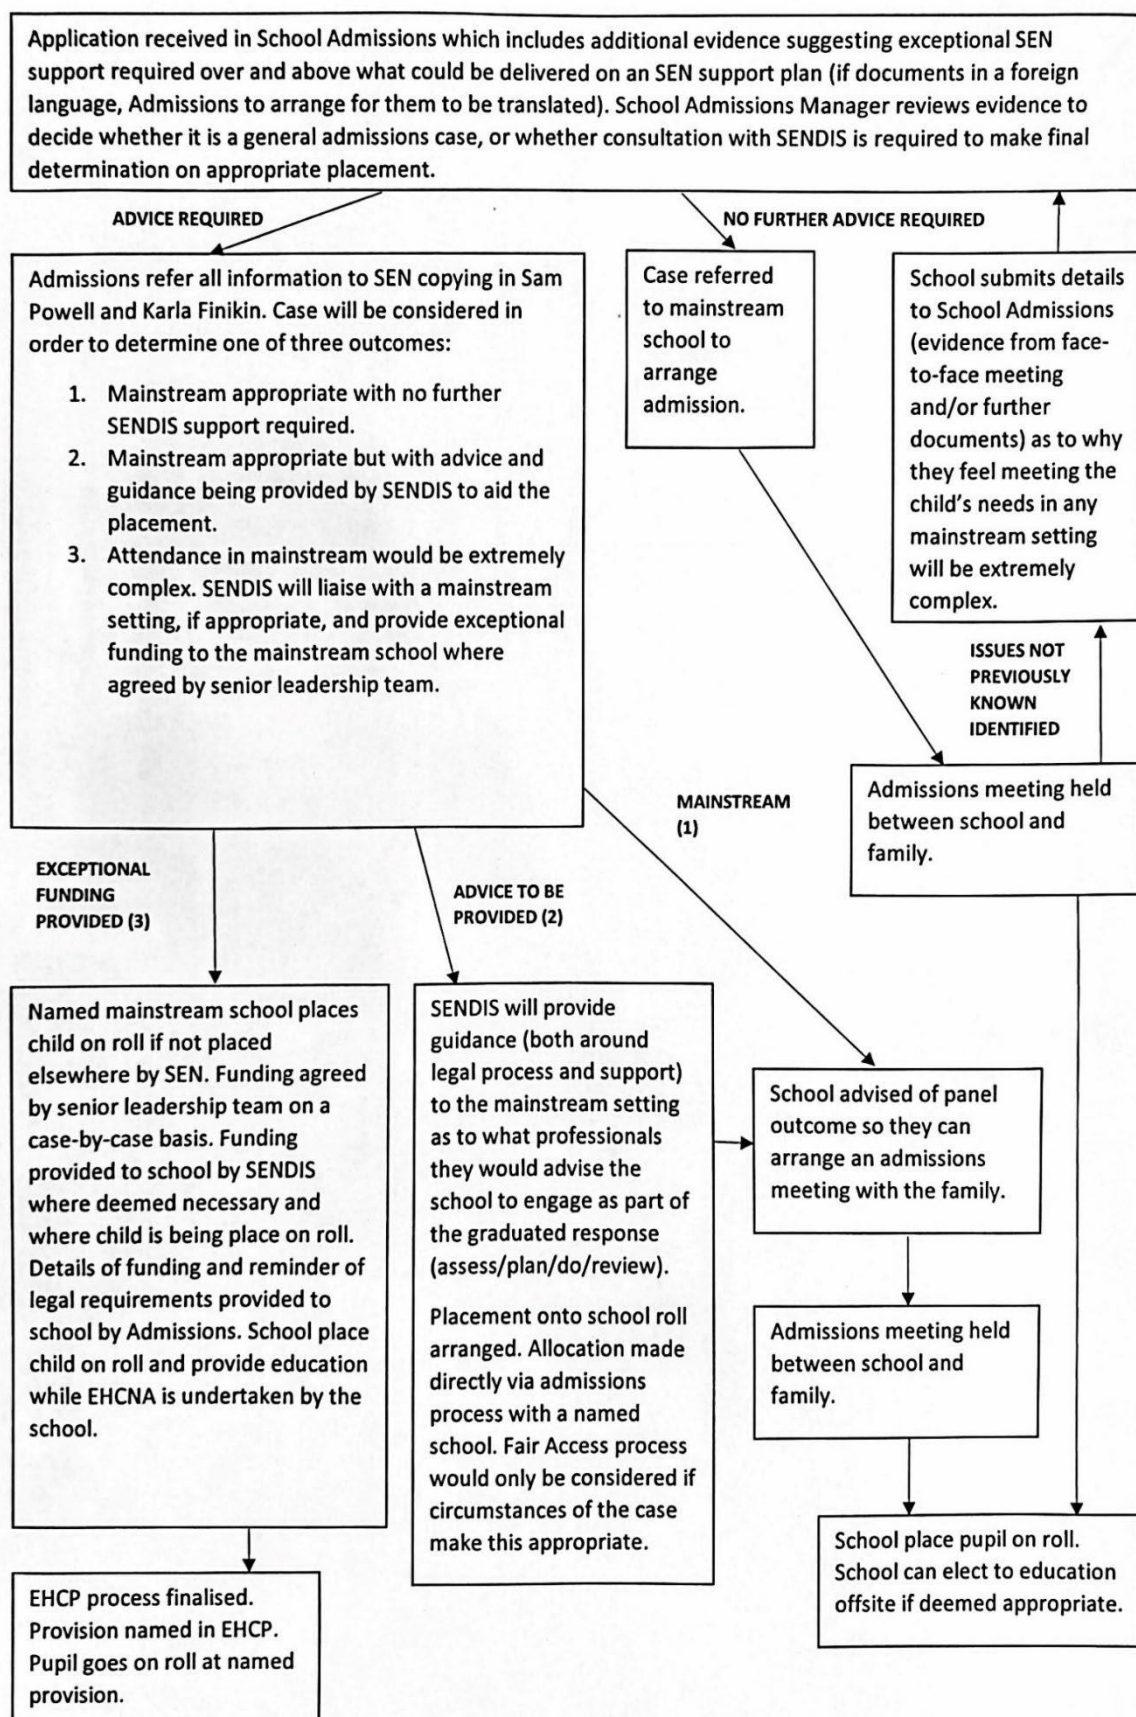 Application received in School Admissions which includes additional evidence suggesting exceptional SEN
support required over and above what could be delivered on an SEN support plan (if documents in a foreign
language, Admissions to arrange for them to be translated). School Admissions Manager reviews evidence to
decide whether it is a general admissions case, or whether consultation with SENDIS is required to make final
determination on appropriate placement.
ADVICE REQUIRED
NO FURTHER ADVICE REQUIRED
Admissions refer all information to SEN copying in Sam
Powell and Karla Finikin. Case will be considered in
order to determine one of three outcomes:
1. Mainstream appropriate with no further
SENDIS support required.
2. Mainstream appropriate but with advice and
guidance being provided by SENDIS to aid the
placement.
3. Attendance in mainstream would be extremely
complex. SENDIS will liaise with a mainstream
setting, if appropriate, and provide exceptional
funding to the mainstream school where
agreed by senior leadership team.
Case referred
to mainstream
school to
arrange
admission.
School submits details
to School Admissions
(evidence from face-
to-face meeting
and/or further
documents) as to why
they feel meeting the
child's needs in any
mainstream setting
will be extremely
complex.
ISSUES NOT
PREVIOUSLY
KNOWN
IDENTIFIED
Admissions meeting held
between school and
family.
MAINSTREAM
(1)
EXCEPTIONAL
FUNDING
PROVIDED (3)
ADVICE TO BE
PROVIDED (2)
Named mainstream school places
child on roll if not placed
elsewhere by SEN. Funding agreed
by senior leadership team on a
case-by-case basis. Funding
provided to school by SENDIS
where deemed necessary and
where child is being place on roll.
Details of funding and reminder of
legal requirements provided to
school by Admissions. School place
child on roll and provide education
while EHCNA is undertaken by the
school.
SENDIS will provide
guidance (both around
legal process and support)
to the mainstream setting
as to what professionals
they would advise the
school to engage as part of
the graduated response
(assess/plan/do/review).
Placement onto school roll
arranged. Allocation made
directly via admissions
process with a named
school. Fair Access process
would only be considered if
circumstances of the case
make this appropriate.
School advised of panel
outcome so they can
arrange an admissions
meeting with the family.
Admissions meeting held
between school and
family.
School place pupil on roll.
School can elect to education
offsite if deemed appropriate.
EHCP process finalised.
Provision named in EHCP.
Pupil goes on roll at named
provision.